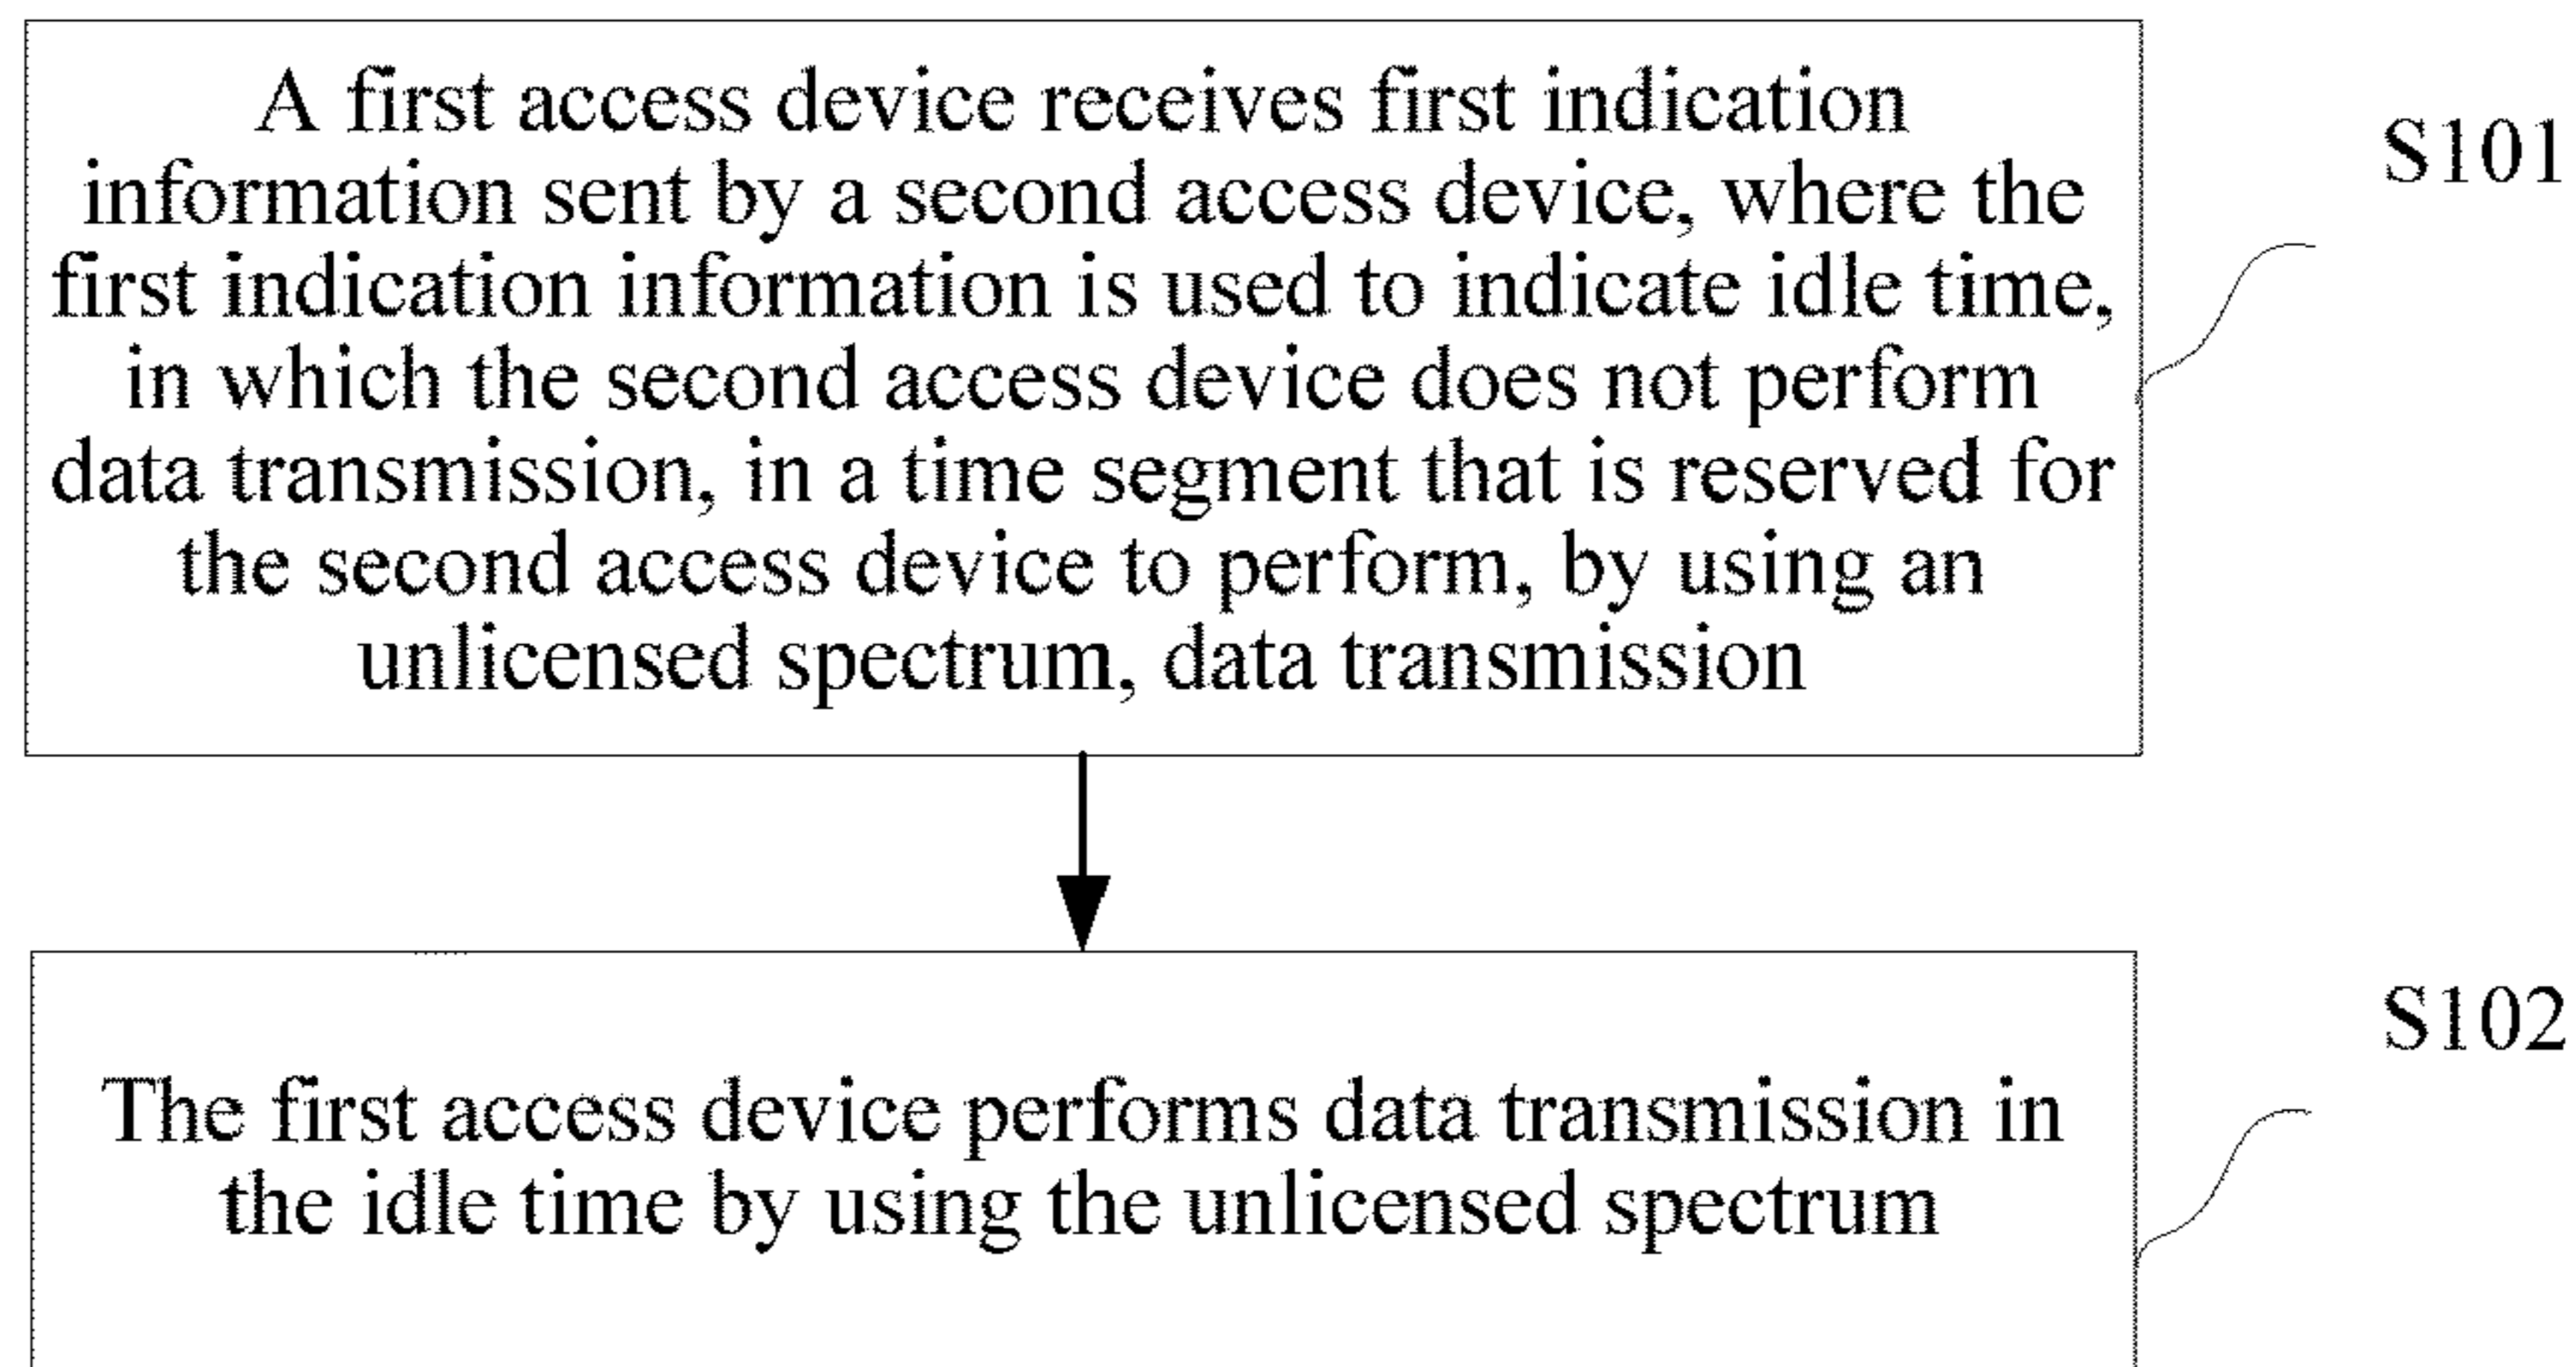 A first access device receives first indication
information sent by a second access device, where the
first indication information is used to indicate idle time,
in which the second access device does not perform
data transmission, in a time segment that is reserved for
the second access device to perform, by using an
unlicensed spectrum, data transmission
S101
The first access device performs data transmission in
the idle time by using the unlicensed spectrum
S102